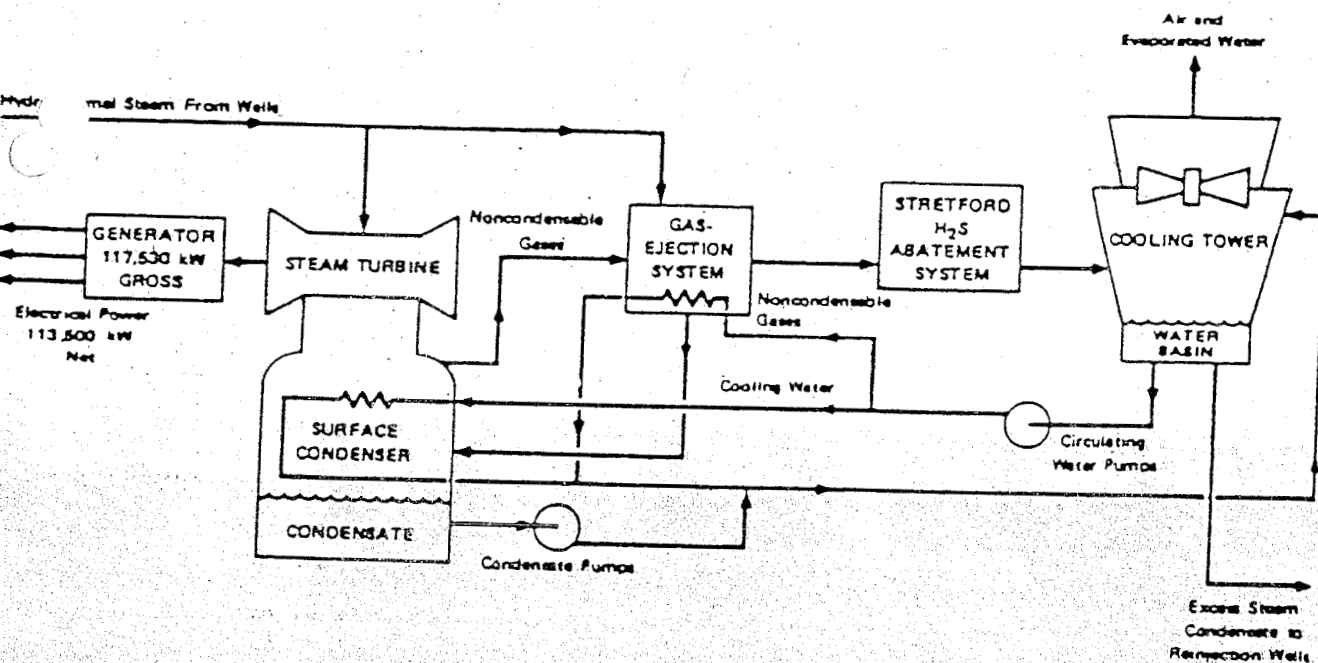 Air and
Evaporated Water
mal Steam From Wells
GENERATOR
117,530 kW
GROSS
Electrical Power
113,500 kW
Net
STEAM TURBINE
Noncondensable
Gases
GAS-
EJECTION
SYSTEM
STRETFORD
H₂S
ABATEMENT
SYSTEM
Noncondensable
Gases
COOLING TOWER
WATER
BASIN
Cooling Water
SURFACE
CONDENSER
Circulating
Water Pumps
CONDENSATE
Condensate Pumps
Excess Steam
Condensate to
Reinjection Wells